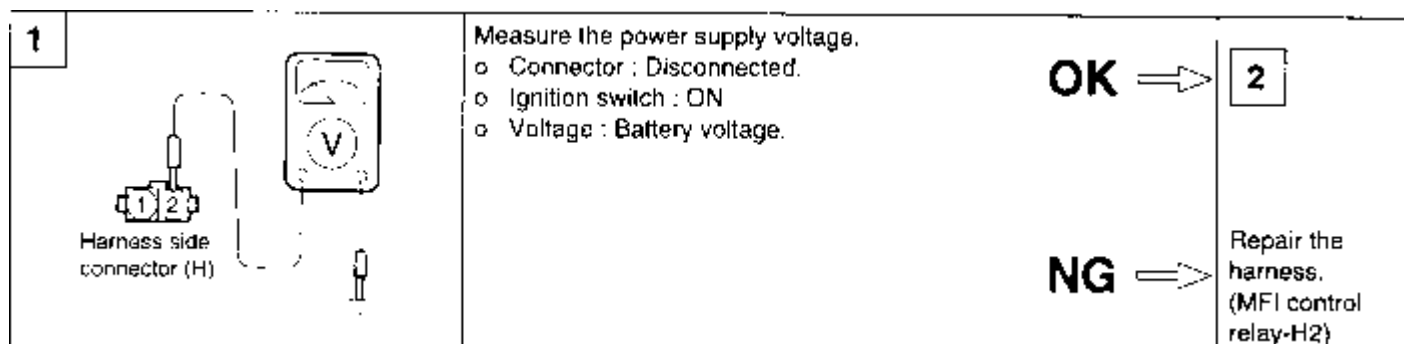 1
V
1 2
Harness side
connector (H)
Measure the power supply voltage.
o Connector : Disconnected.
o Ignition switch : ON
o Voltage : Battery voltage.
OK
2
NG
Repair the
harness.
(MFI control
relay-H2)